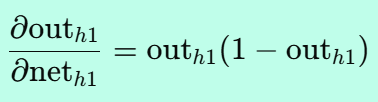 ∂out_{h1}/∂net_{h1} = out_{h1}(1 − out_{h1})